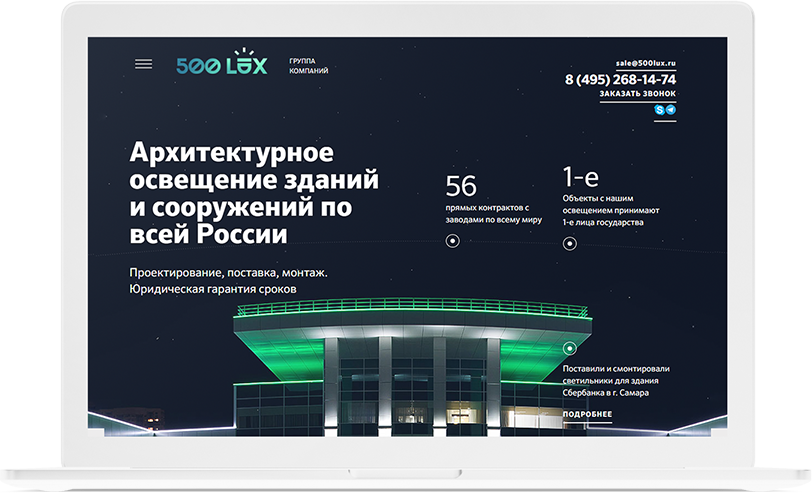 500 LUX
ГРУППА
КОМПАНИЙ
sale@500lux.ru
8 (495) 268-14-74
ЗАКАЗАТЬ ЗВОНОК
Архитектурное
освещение зданий
и сооружений по
всей России
Проектирование, поставка, монтаж.
Юридическая гарантия сроков
56
прямых контрактов с
заводами по всему миру
1-е
Объекты с нашим
освещением принимают
1-е лица государства
Поставили и смонтировали
светильники для здания
Сбербанка в г. Самара
ПОДРОБНЕЕ